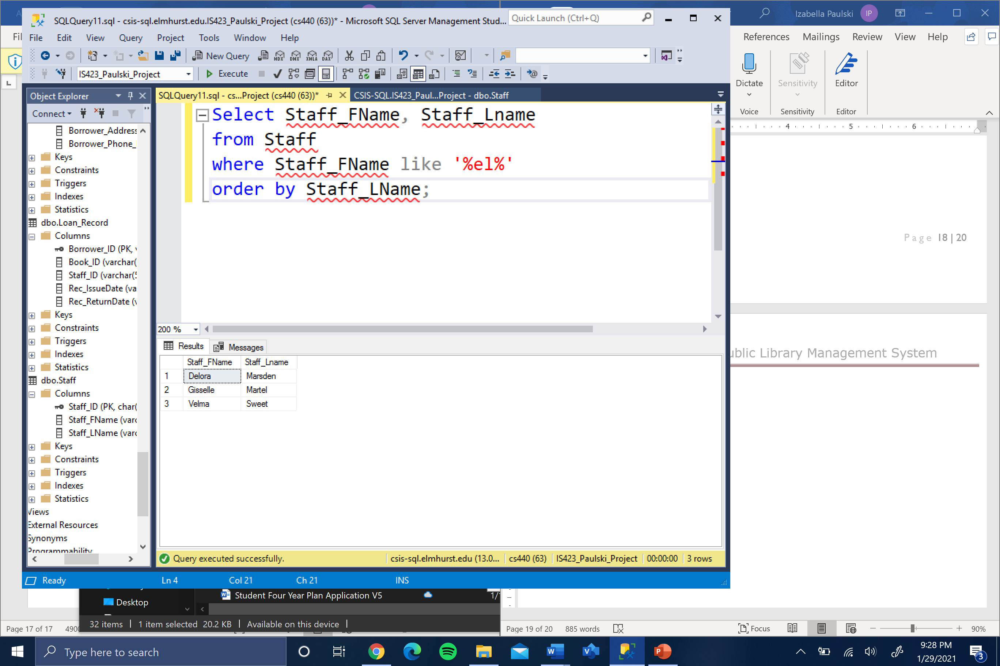 SQLQuery11.sql - csis-sql.elmhurst.edu.IS423_Paulski_Project (cs440 (63))* - Microsoft SQL Server Management Stud...
Quick Launch (Ctrl+Q)
Izabella Paulski
IP
File Edit View Query Project Tools Window Help
References Mailings Review View Help
New Query
MDX DMX XMLA DAX
IS423_Paulski_Project
Execute
Dictate
Sensitivity
Editor
Voice
Sensitivity
Editor
Object Explorer
SQLQuery11.sql - cs...Project (cs440 (63))*
CSIS-SQL.IS423_Paul...Project - dbo.Staff
Connect
4 5 6
Select Staff_FName, Staff_Lname
from Staff
where Staff_FName like '%el%'
order by Staff_LName;
Borrower_Address
Borrower_Phone_
Keys
Constraints
Triggers
Indexes
Statistics
dbo.Loan_Record
Columns
Borrower_ID (PK,
Book_ID (varchar(
Staff_ID (varchar(5
Rec_IssueDate (va
Rec_ReturnDate (v
Keys
Constraints
Triggers
Indexes
Statistics
dbo.Staff
Columns
Staff_ID (PK, char(
Staff_FName (varc
Staff_LName (varc
Keys
Constraints
Triggers
Indexes
Statistics
Views
External Resources
Synonyms
Programmability
200 %
Results Messages
Staff_FName Staff_Lname
1 Delora Marsden
2 Gisselle Martel
3 Velma Sweet
Page 18 | 20
ublic Library Management System
Query executed successfully.
csis-sql.elmhurst.edu (13.0... cs440 (63) IS423_Paulski_Project 00:00:00 3 rows
Ready Ln 4 Col 21 Ch 21 INS
Student Four Year Plan Application V5
1/
Desktop
32 items 1 item selected 20.2 KB Available on this device
Page 17 of 17 4900
Page 19 of 20 885 words
Focus
90%
Type here to search
9:28 PM
1/29/2021
3